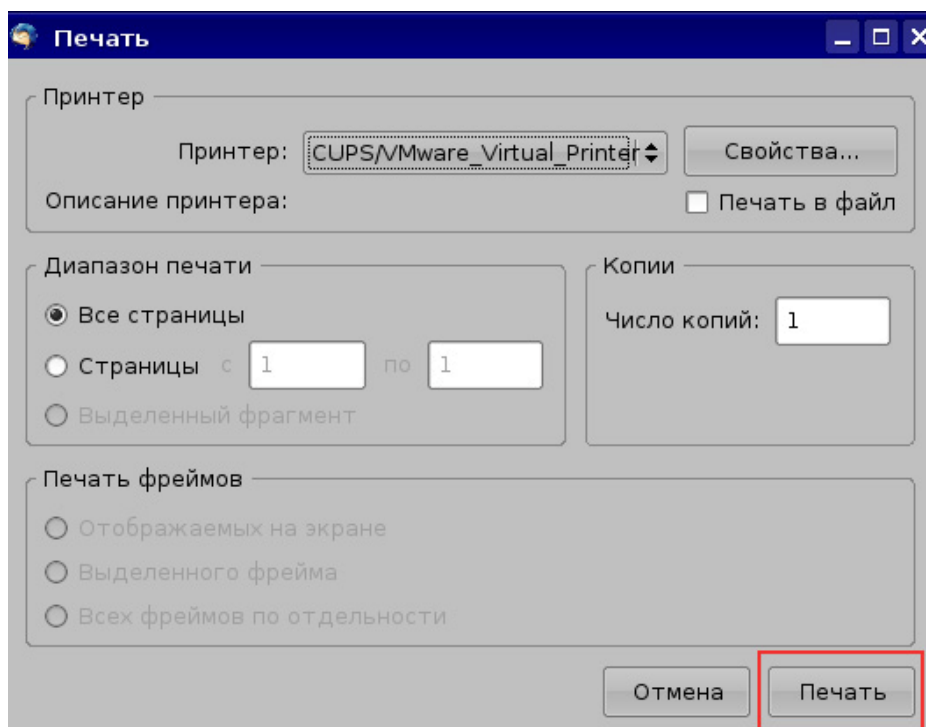 Печать
Принтер
Принтер: CUPS/VMware_Virtual_Printer Свойства...
Описание принтера: Печать в файл
Диапазон печати
Все страницы
Страницы с 1 по 1
Выделенный фрагмент
Копии
Число копий: 1
Печать фреймов
Отображаемых на экране
Выделенного фрейма
Всех фреймов по отдельности
Отмена Печать